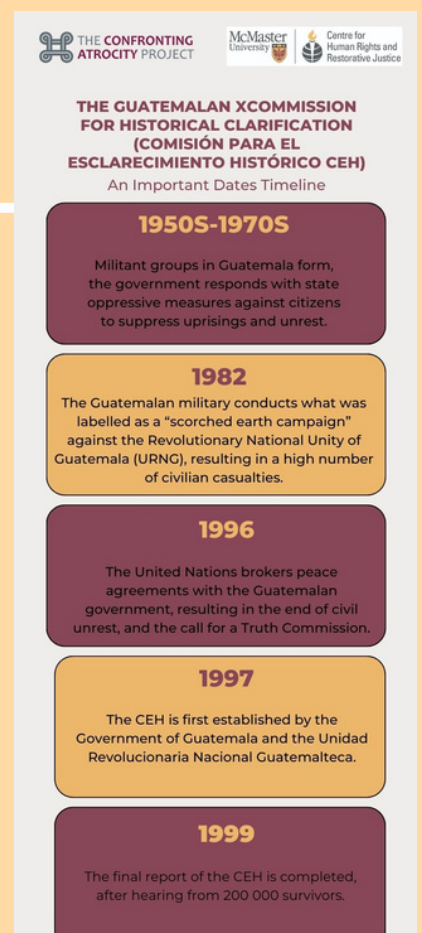 THE CONFRONTING
ATROCITY PROJECT
McMaster
University
Centre for
Human Rights and
Restorative Justice
THE GUATEMALAN XCOMMISSION
FOR HISTORICAL CLARIFICATION
(COMISIÓN PARA EL
ESCLARECIMIENTO HISTÓRICO CEH)
An Important Dates Timeline
1950S-1970S
Militant groups in Guatemala form,
the government responds with state
oppressive measures against citizens
to suppress uprisings and unrest.
1982
The Guatemalan military conducts what was
labelled as a “scorched earth campaign”
against the Revolutionary National Unity of
Guatemala (URNG), resulting in a high number
of civilian casualties.
1996
The United Nations brokers peace
agreements with the Guatemalan
government, resulting in the end of civil
unrest, and the call for a Truth Commission.
1997
The CEH is first established by the
Government of Guatemala and the Unidad
Revolucionaria Nacional Guatemalteca.
1999
The final report of the CEH is completed,
after hearing from 200 000 survivors.